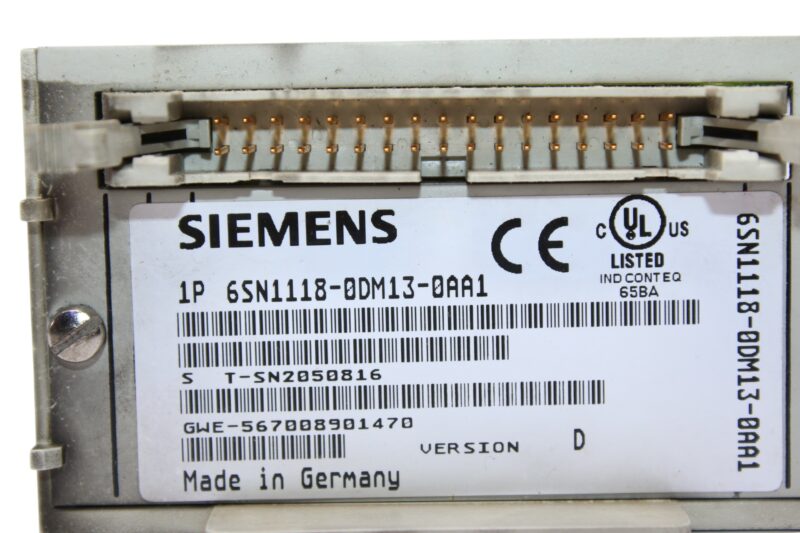 SIEMENS
CE
C UL US
LISTED
IND CONT EQ
65BA
1P 6SN1118-0DM13-0AA1
S T-SN2050816
GWE-567008901470
VERSION D
Made in Germany
6SN1118-0DM13-0AA1